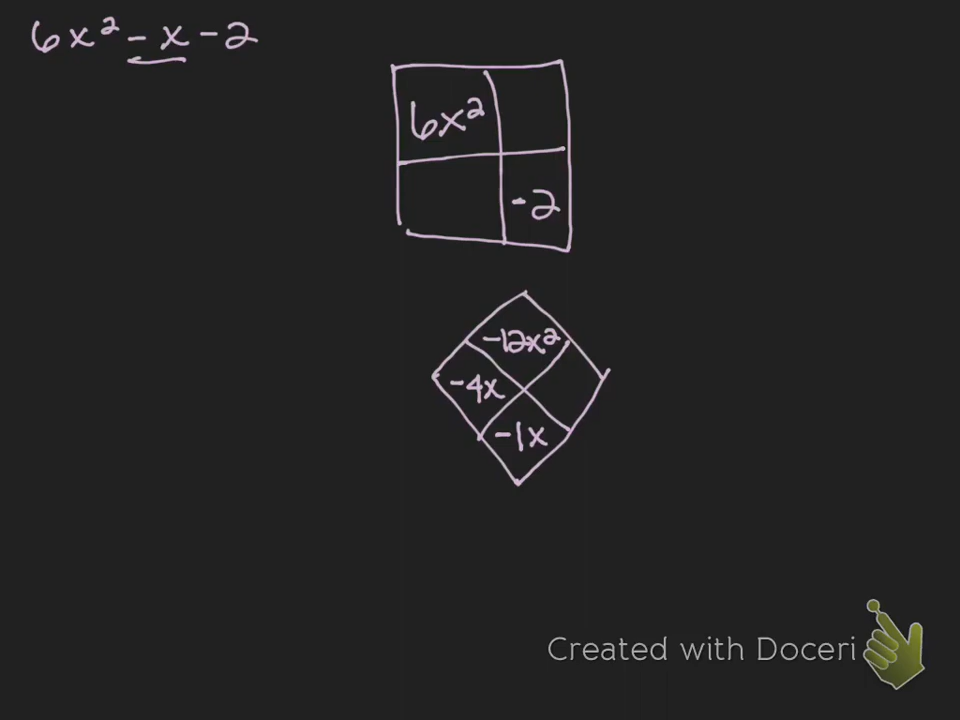 6x² - x - 2
6x²
-2
-12x²
-4x
-1x
Created with Doceri